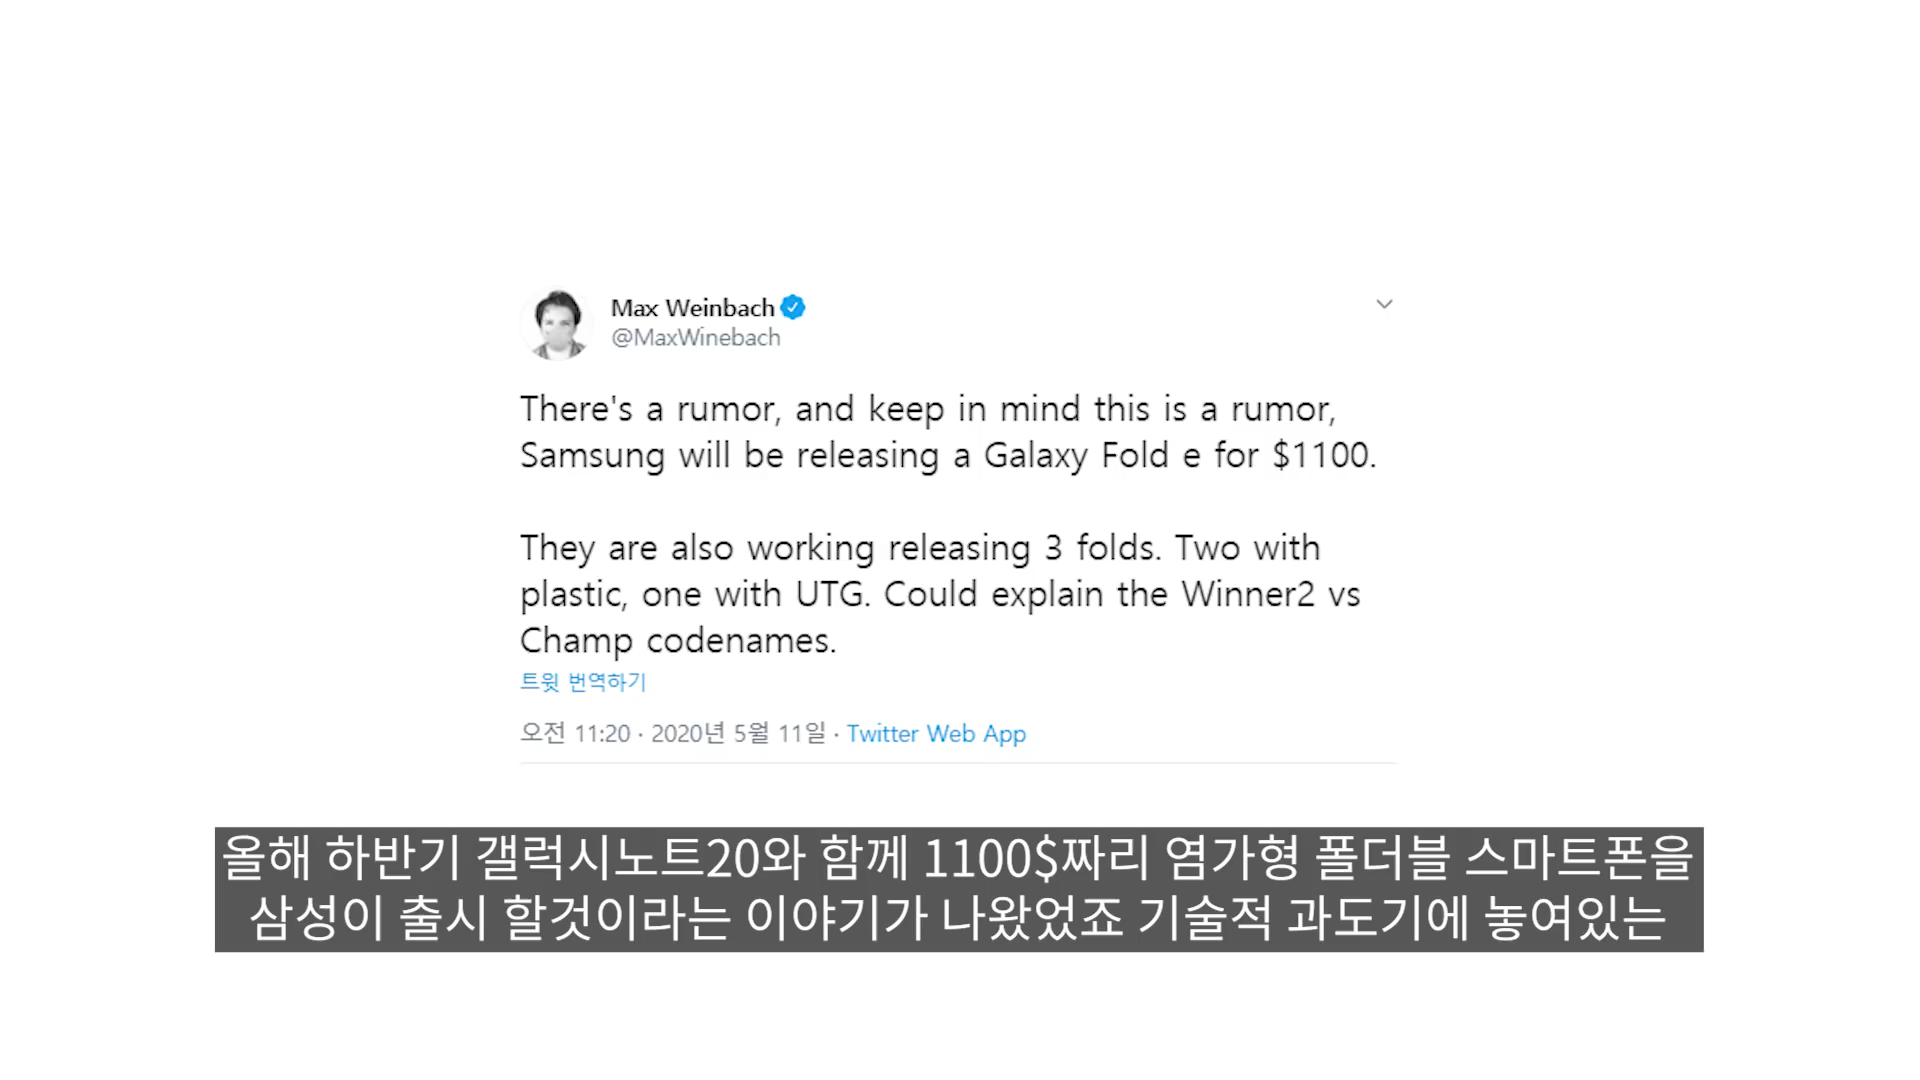 Max Weinbach
@MaxWinebach
There's a rumor, and keep in mind this is a rumor,
Samsung will be releasing a Galaxy Fold e for $1100.
They are also working releasing 3 folds. Two with
plastic, one with UTG. Could explain the Winner2 vs
Champ codenames.
트윗 번역하기
오전 11:20 · 2020년 5월 11일 · Twitter Web App
올해 하반기 갤럭시노트20와 함께 1100$짜리 염가형 폴더블 스마트폰을
삼성이 출시 할것이라는 이야기가 나왔었죠 기술적 과도기에 놓여있는